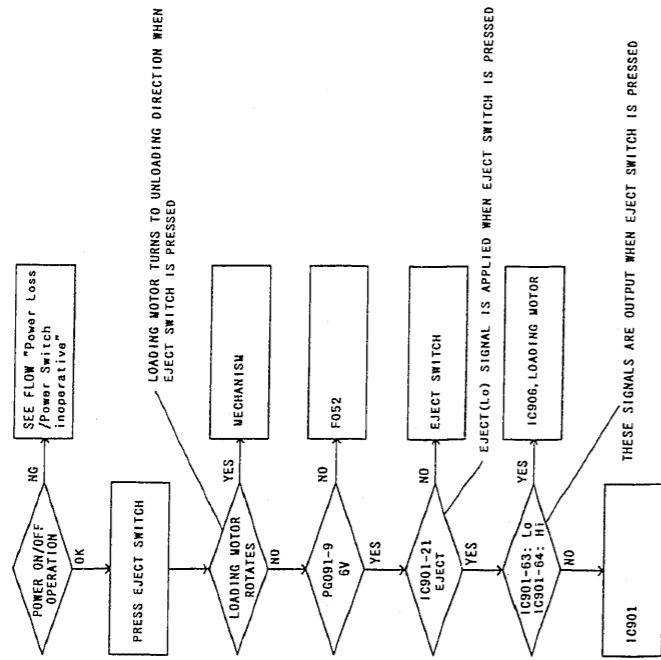 POWER ON/OFF
OPERATION
NG
SEE FLOW "Power Loss
/Power Switch
inoperative"
OK
PRESS EJECT SWITCH
LOADING MOTOR TURNS TO UNLOADING DIRECTION WHEN
EJECT SWITCH IS PRESSED
LOADING MOTOR
ROTATES
YES
MECHANISM
NO
PG091-9
6V
NO
F052
YES
IC901-21
EJECT
NO
EJECT SWITCH
EJECT(Lo) SIGNAL IS APPLIED WHEN EJECT SWITCH IS PRESSED
YES
IC901-63: Lo
IC901-64: Hi
YES
IC906,LOADING MOTOR
THESE SIGNALS ARE OUTPUT WHEN EJECT SWITCH IS PRESSED
NO
IC901